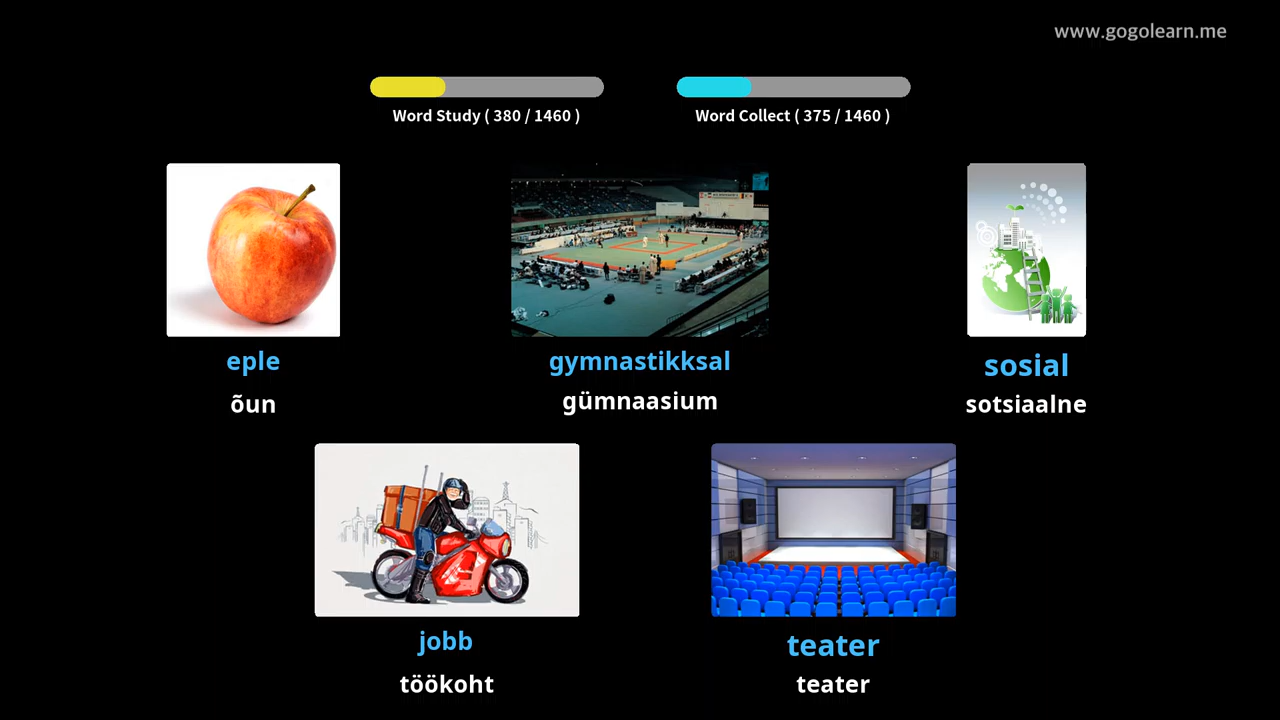 www.gogolearn.me
Word Study ( 380 / 1460 )
Word Collect ( 375 / 1460 )
eple
gymnastikksal
sosial
õun
gümnaasium
sotsiaalne
jobb
teater
töökoht
teater